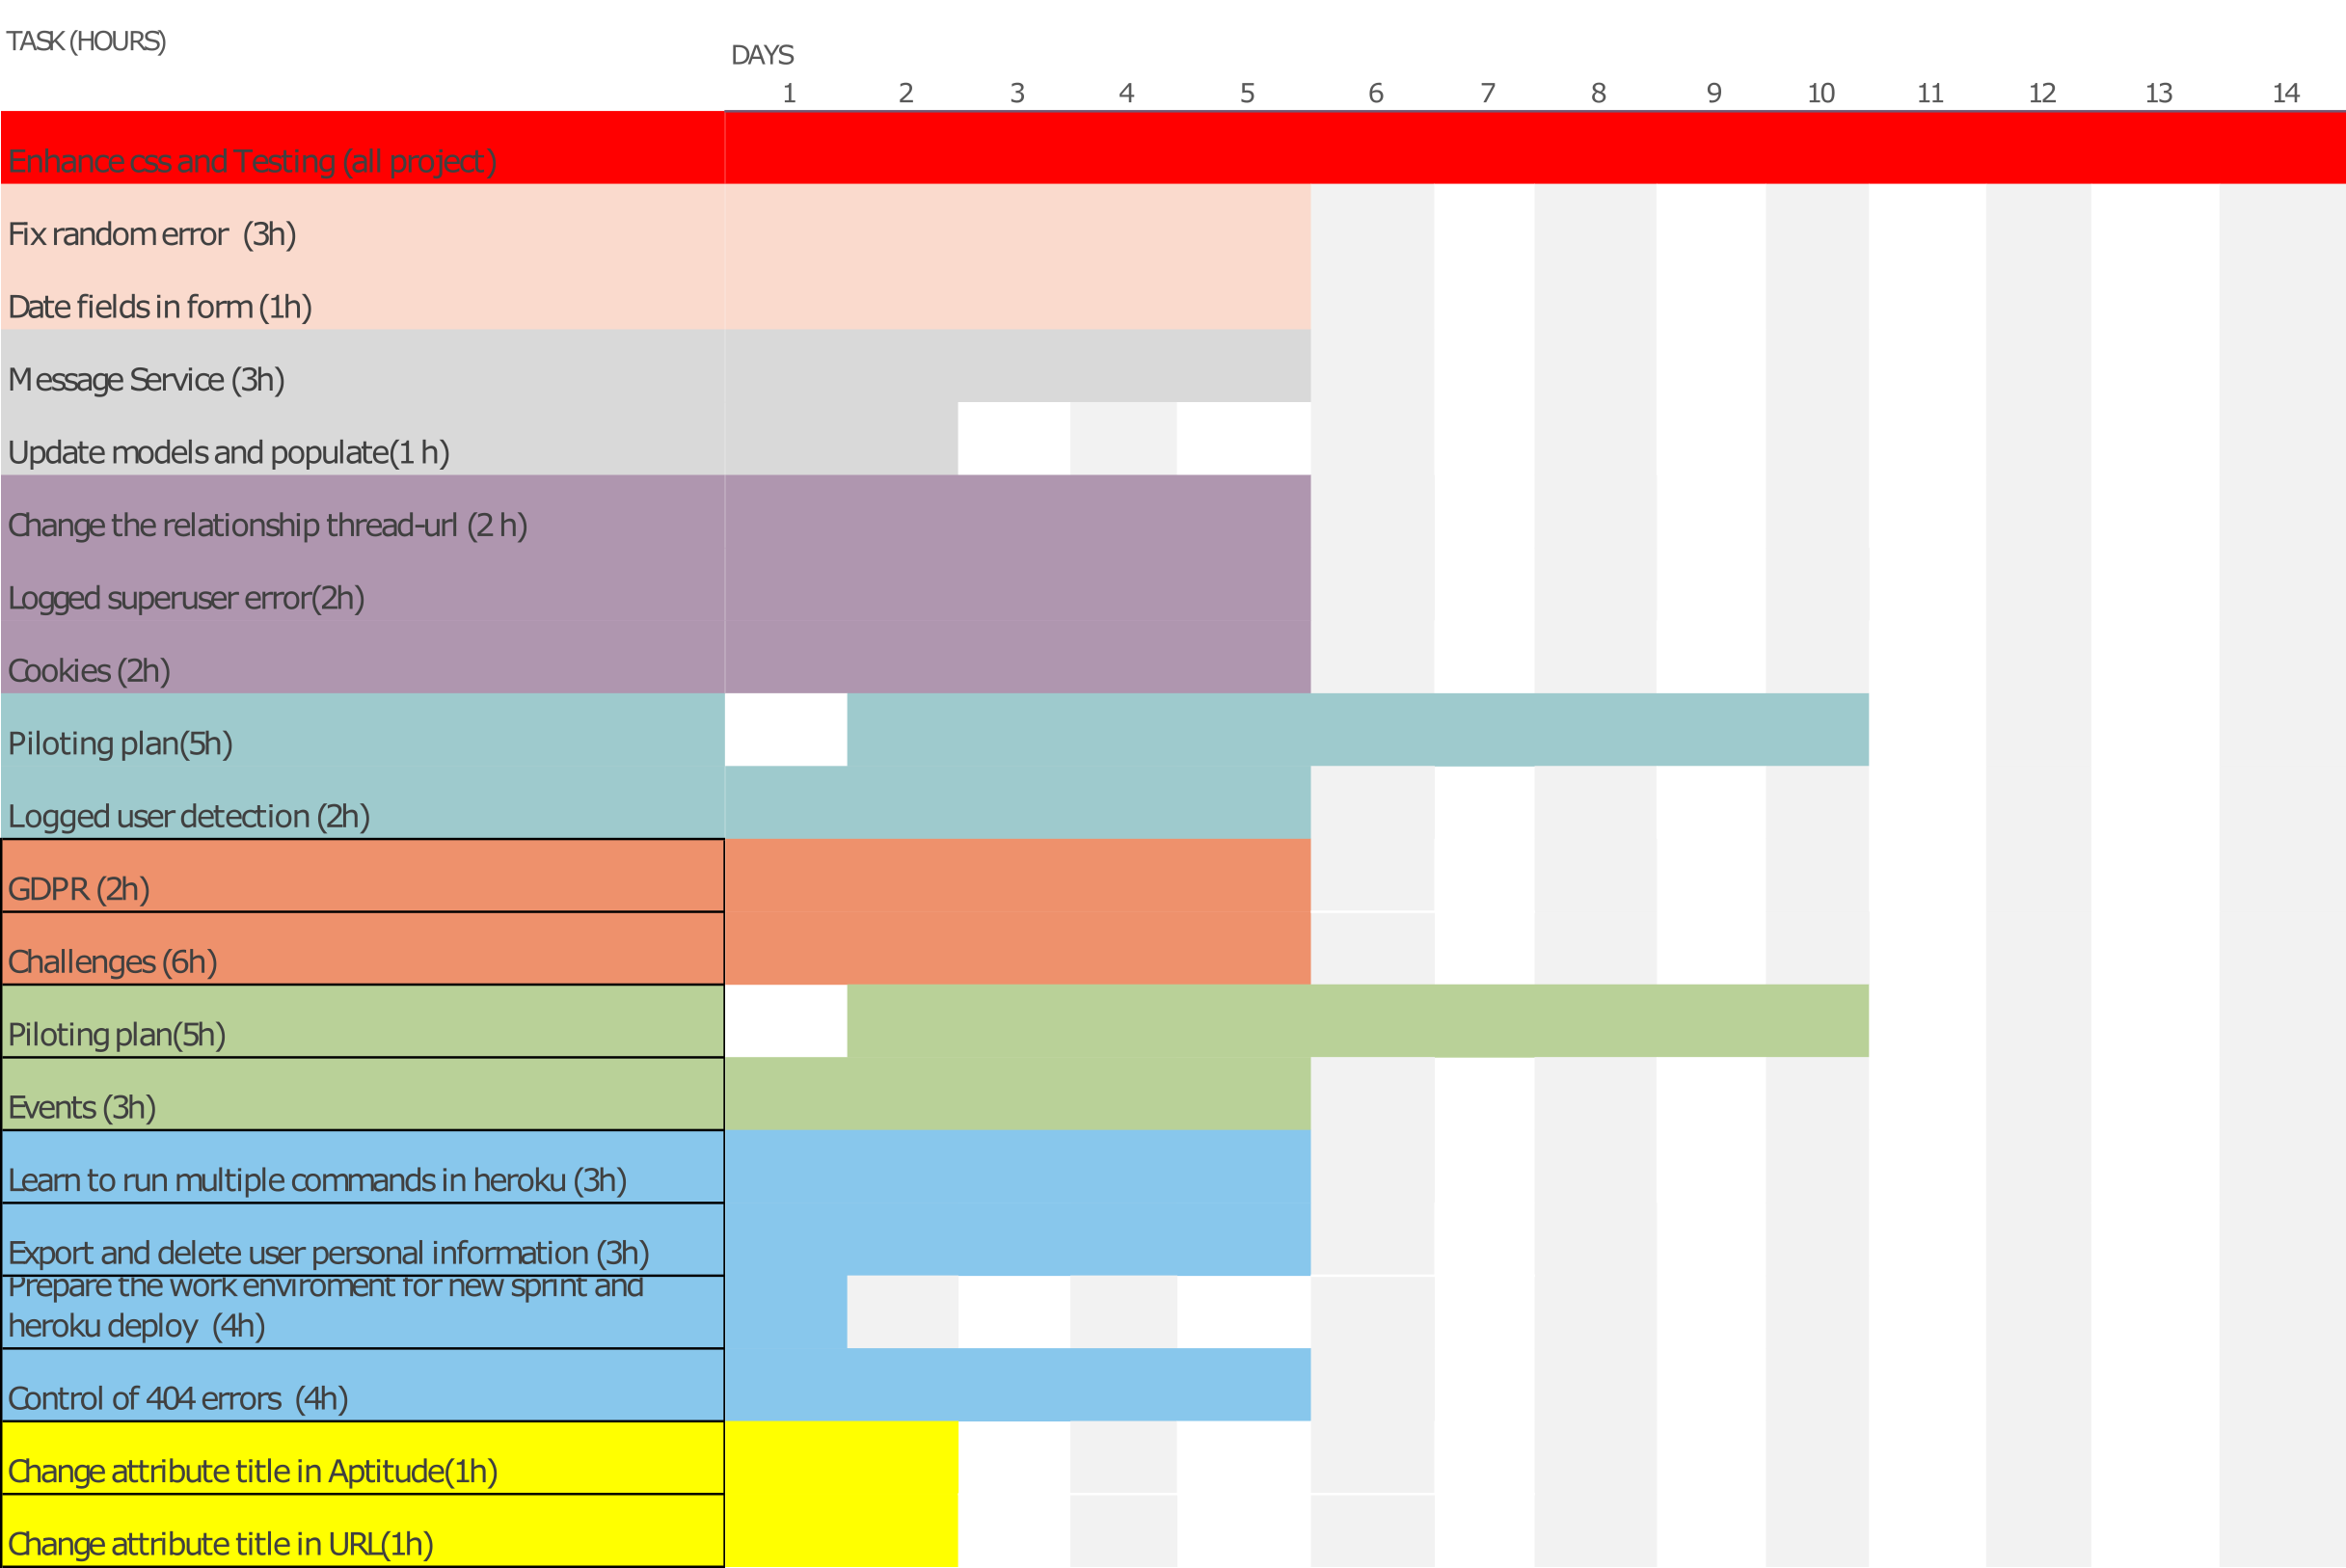 TASK (HOURS)
DAYS
1 2 3 4 5 6 7 8 9 10 11 12 13 14
Enhance css and Testing (all project)
Fix random error (3h)
Date fields in form (1h)
Message Service (3h)
Update models and populate(1 h)
Change the relationship thread-url (2 h)
Logged superuser error(2h)
Cookies (2h)
Piloting plan(5h)
Logged user detection (2h)
GDPR (2h)
Challenges (6h)
Piloting plan(5h)
Events (3h)
Learn to run multiple commands in heroku (3h)
Export and delete user personal information (3h)
Prepare the work enviroment for new sprint and
heroku deploy (4h)
Control of 404 errors (4h)
Change attribute title in Aptitude(1h)
Change attribute title in URL(1h)